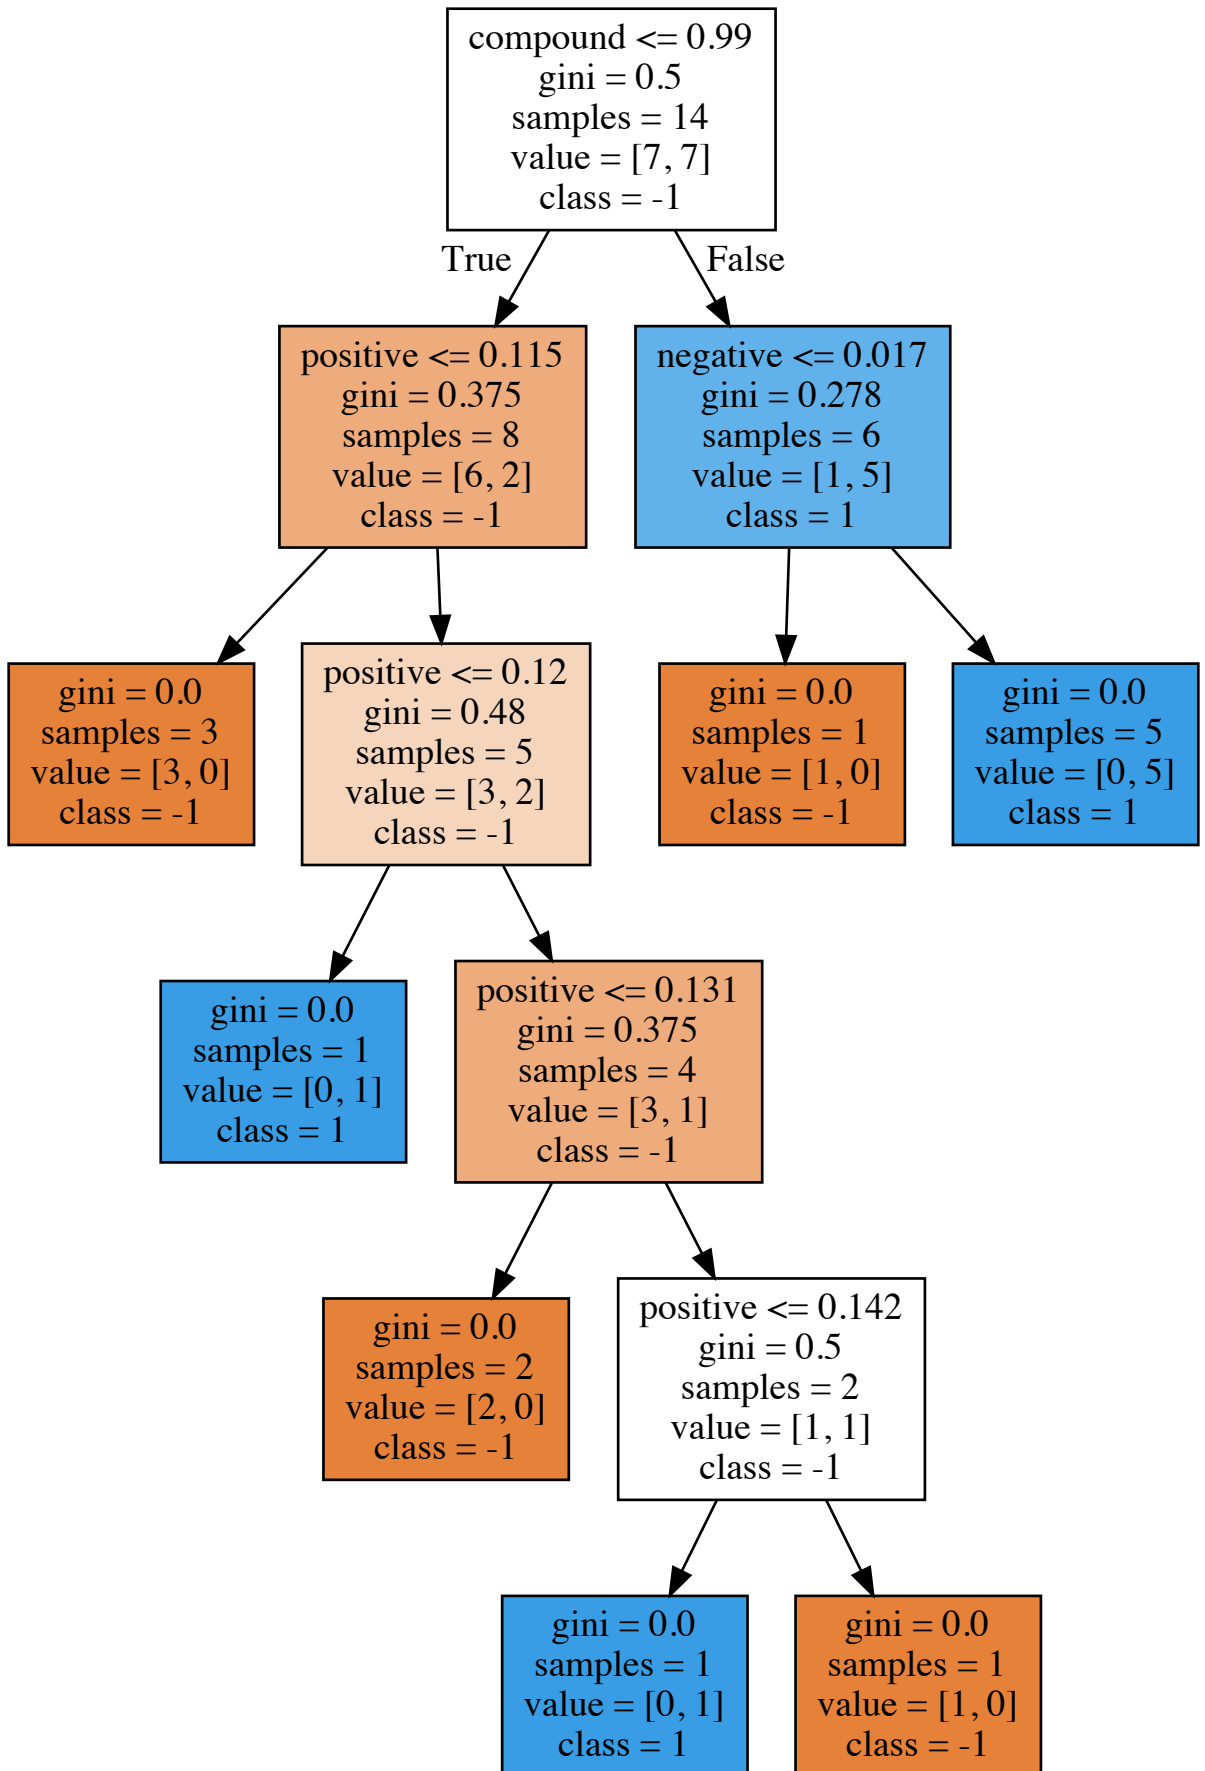 compound <= 0.99
gini = 0.5
samples = 14
value = [7, 7]
class = -1
True
False
positive <= 0.115
gini = 0.375
samples = 8
value = [6, 2]
class = -1
negative <= 0.017
gini = 0.278
samples = 6
value = [1, 5]
class = 1
gini = 0.0
samples = 3
value = [3, 0]
class = -1
positive <= 0.12
gini = 0.48
samples = 5
value = [3, 2]
class = -1
gini = 0.0
samples = 1
value = [1, 0]
class = -1
gini = 0.0
samples = 5
value = [0, 5]
class = 1
gini = 0.0
samples = 1
value = [0, 1]
class = 1
positive <= 0.131
gini = 0.375
samples = 4
value = [3, 1]
class = -1
gini = 0.0
samples = 2
value = [2, 0]
class = -1
positive <= 0.142
gini = 0.5
samples = 2
value = [1, 1]
class = -1
gini = 0.0
samples = 1
value = [0, 1]
class = 1
gini = 0.0
samples = 1
value = [1, 0]
class = -1